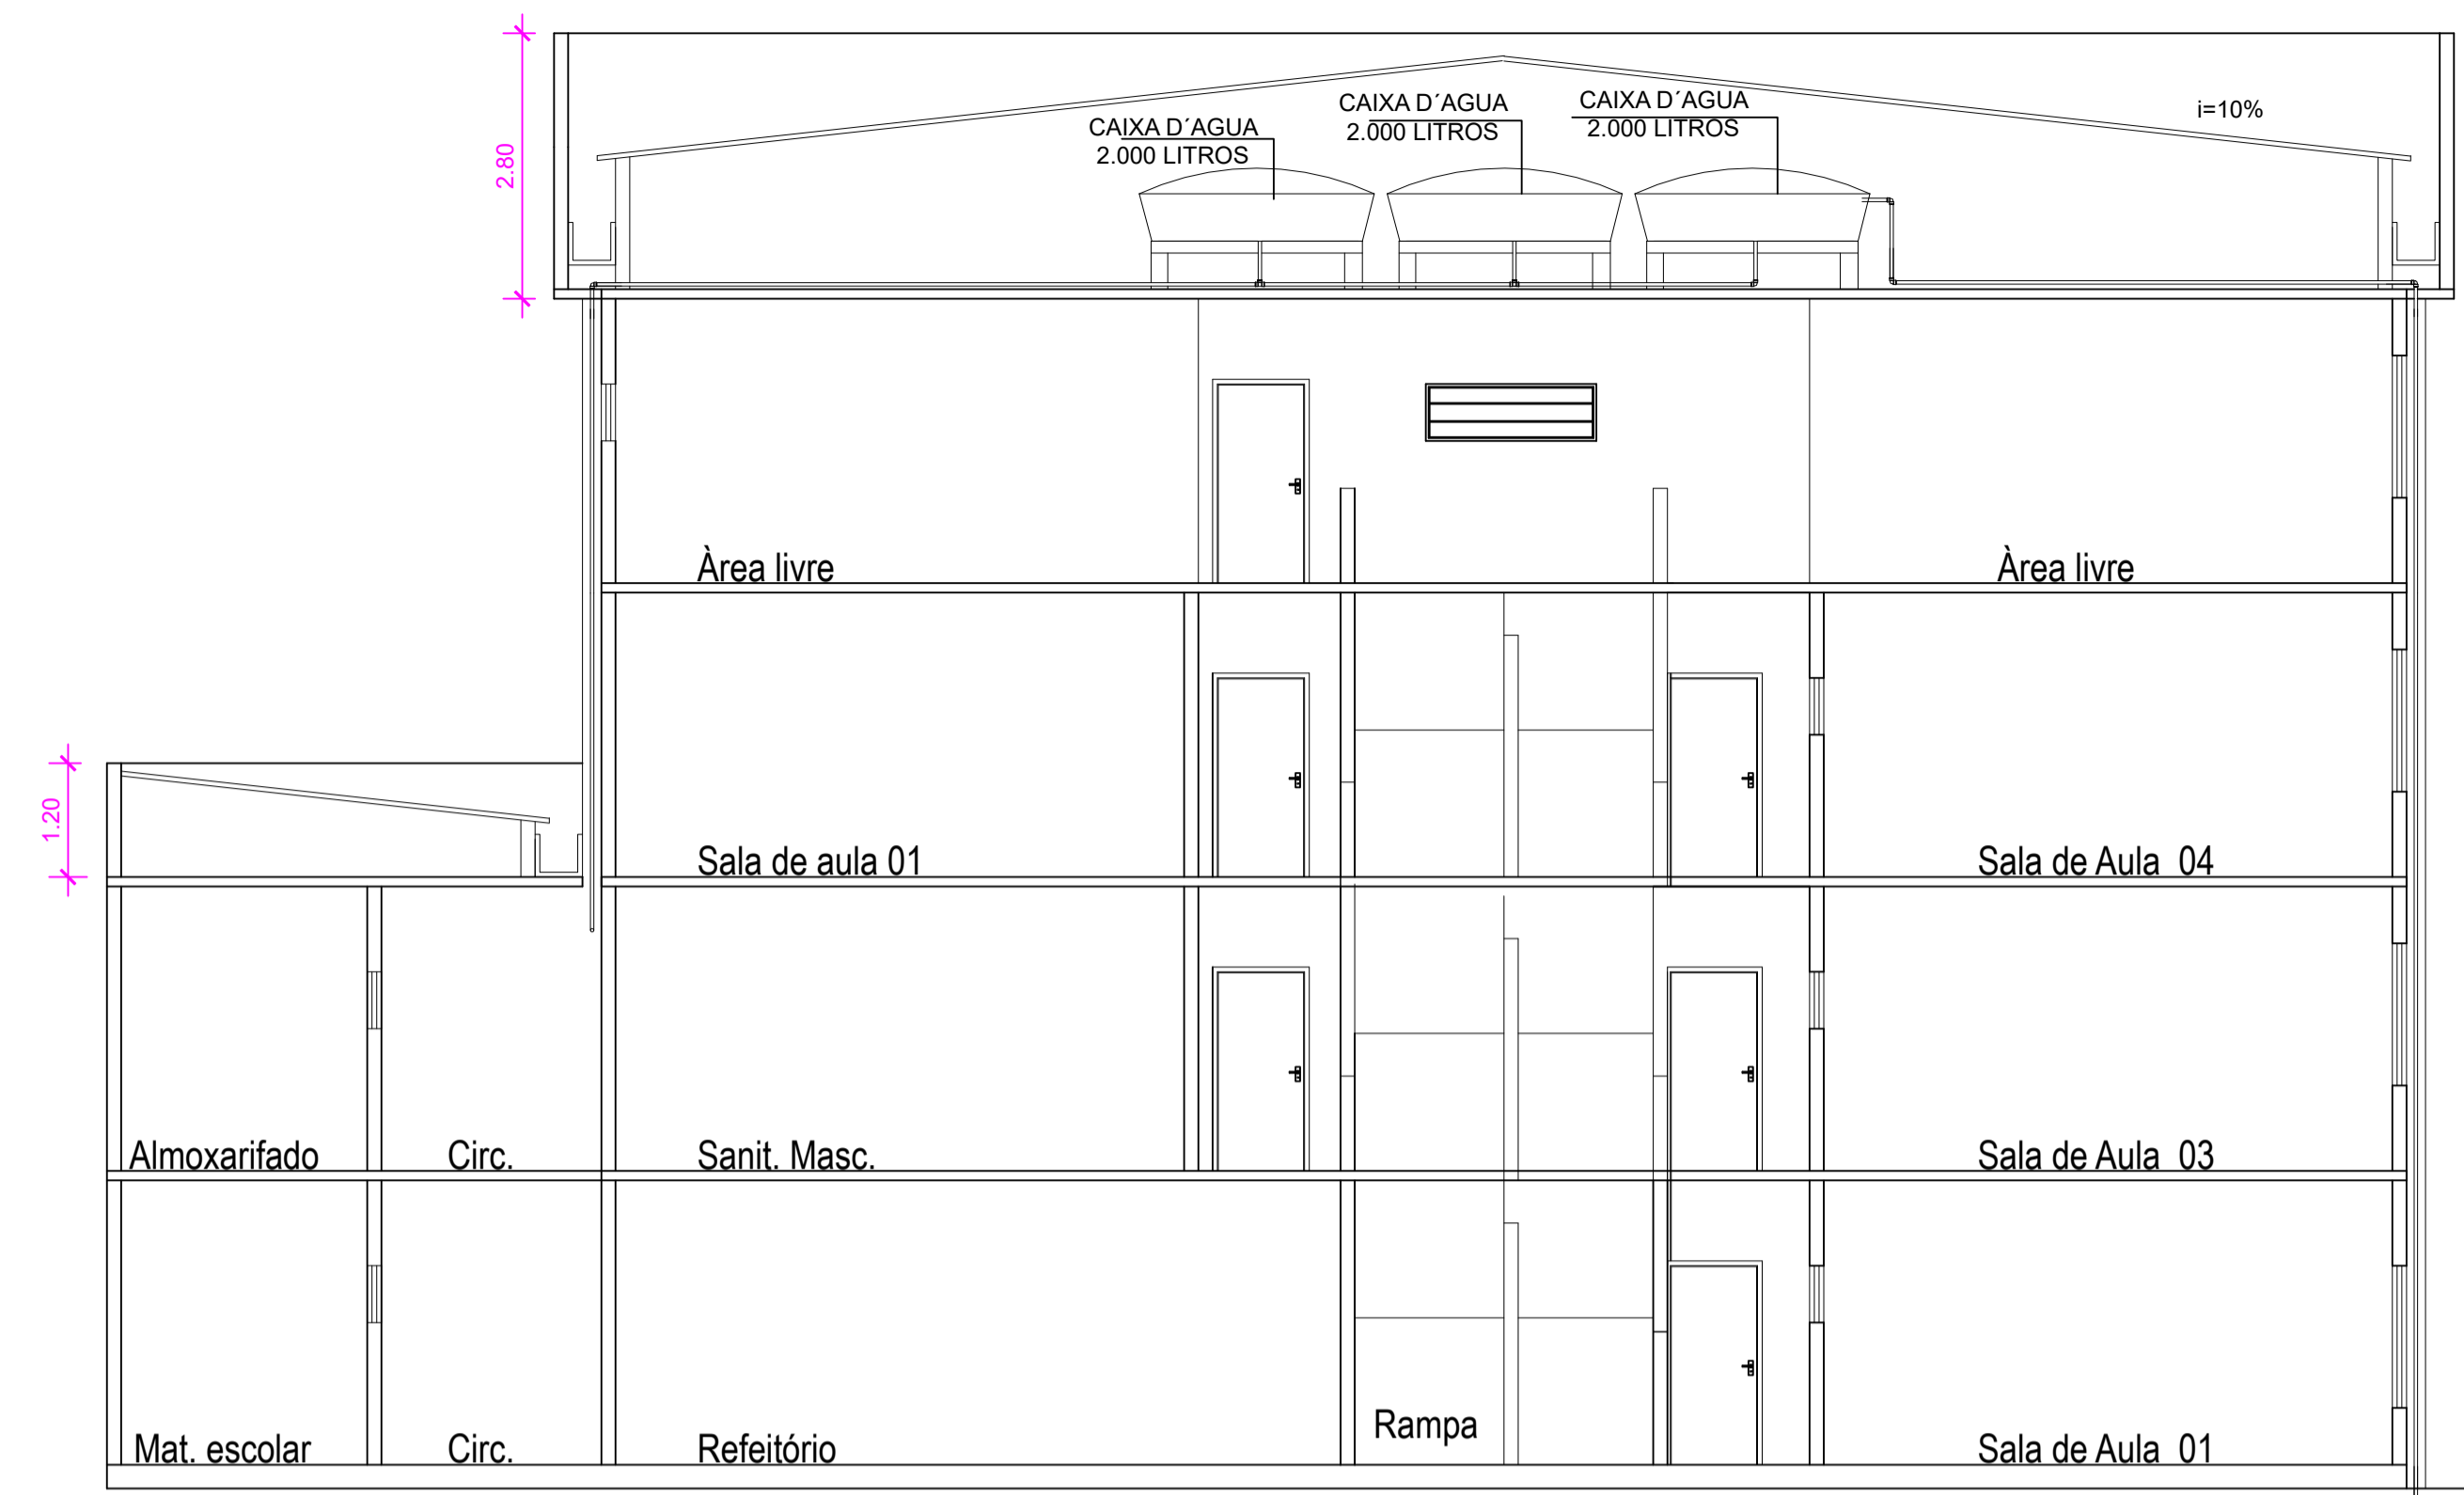 CAIXA D´AGUA
2.000 LITROS
CAIXA D´AGUA
2.000 LITROS
CAIXA D´AGUA
2.000 LITROS
i=10%
2.80
Àrea livre
Àrea livre
1.20
Sala de aula 01
Sala de Aula 04
Almoxarifado
Circ.
Sanit. Masc.
Sala de Aula 03
Rampa
Mat. escolar
Circ.
Refeitório
Sala de Aula 01